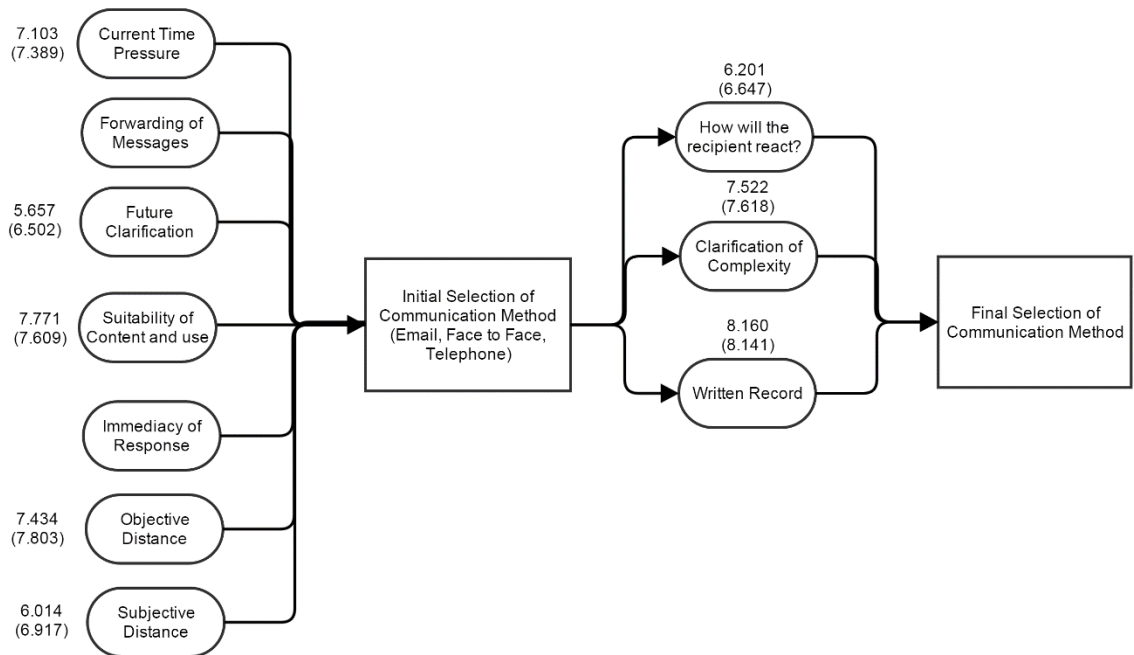 7.103
(7.389)
Current Time
Pressure
Forwarding of
Messages
5.657
(6.502)
Future
Clarification
7.771
(7.609)
Suitability of
Content and use
Immediacy of
Response
7.434
(7.803)
Objective
Distance
6.014
(6.917)
Subjective
Distance
Initial Selection of
Communication Method
(Email, Face to Face,
Telephone)
6.201
(6.647)
How will the
recipient react?
7.522
(7.618)
Clarification of
Complexity
8.160
(8.141)
Written Record
Final Selection of
Communication Method